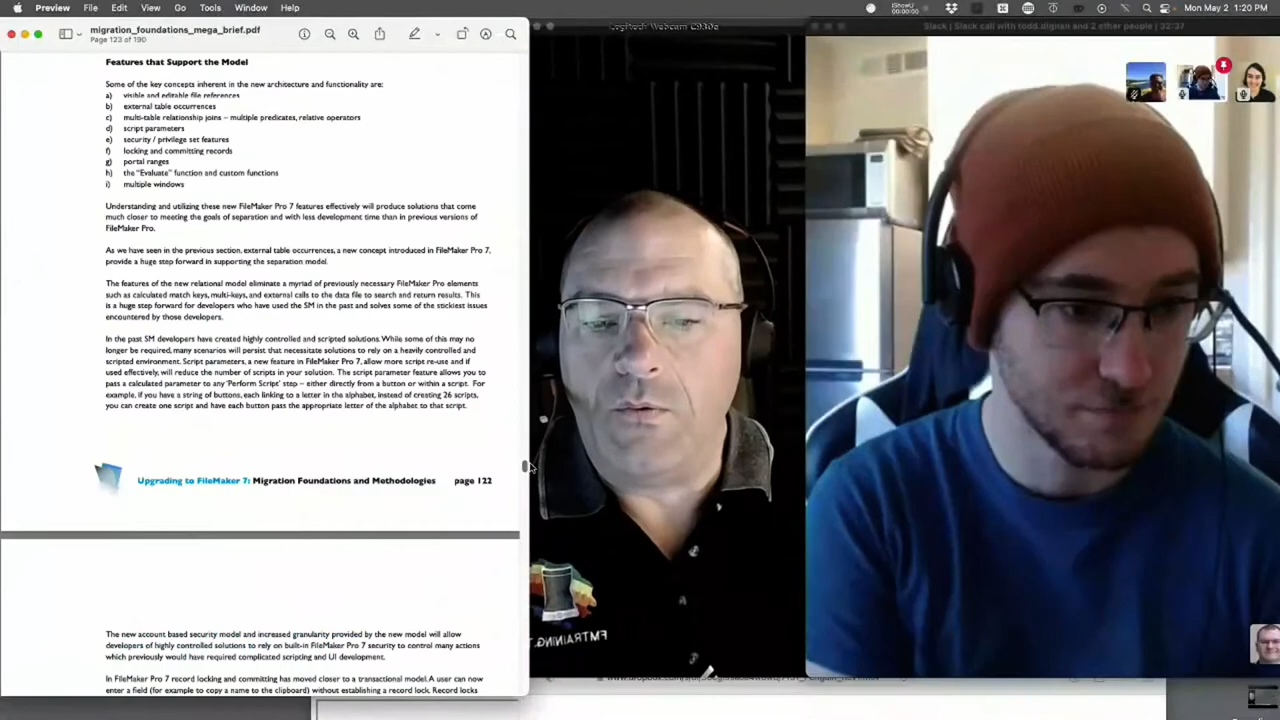 Preview File Edit View Go Tools Window Help
Mon May 2 1:20 PM
migration_foundations_mega_brief.pdf
Page 123 of 190
Logitech Webcam C930e
Slack | Slack call with todd.dignan and 2 other people | 32:37
Features that Support the Model
Some of the key concepts inherent in the new architecture and functionality are:
a) visible and editable file references
b) external table occurrences
c) multi-table relationship joins – multiple predicates, relative operators
d) script parameters
e) security / privilege set features
f) locking and committing records
g) portal ranges
h) the "Evaluate" function and custom functions
i) multiple windows
Understanding and utilizing these new FileMaker Pro 7 features effectively will produce solutions that come
much closer to meeting the goals of separation and with less development time than in previous versions of
FileMaker Pro.
As we have seen in the previous section, external table occurrences, a new concept introduced in FileMaker Pro 7,
provide a huge step forward in supporting the separation model.
The features of the new relational model eliminate a myriad of previously necessary FileMaker Pro elements
such as calculated match keys, multi-keys, and external calls to the data file to search and return results. This
is a huge step forward for developers who have used the SM in the past and solves some of the stickiest issues
encountered by those developers.
In the past SM developers have created highly controlled and scripted solutions. While some of this may no
longer be required, many scenarios will persist that necessitate solutions to rely on a heavily controlled and
scripted environment. Script parameters, a new feature in FileMaker Pro 7, allow more script re-use and if
used effectively, will reduce the number of scripts in your solution. The script parameter feature allows you to
pass a calculated parameter to any 'Perform Script' step – either directly from a button or within a script. For
example, if you have a string of buttons, each linking to a letter in the alphabet, instead of creating 26 scripts,
you can create one script and have each button pass the appropriate letter of the alphabet to that script.
Upgrading to FileMaker 7: Migration Foundations and Methodologies page 122
The new account based security model and increased granularity provided by the new model will allow
developers of highly controlled solutions to rely on built-in FileMaker Pro 7 security to control many actions
which previously would have required complicated scripting and UI development.
In FileMaker Pro 7 record locking and committing has moved closer to a transactional model. A user can now
enter a field (for example to copy a name to the clipboard) without establishing a record lock. Record locks
FMTRAINING.T